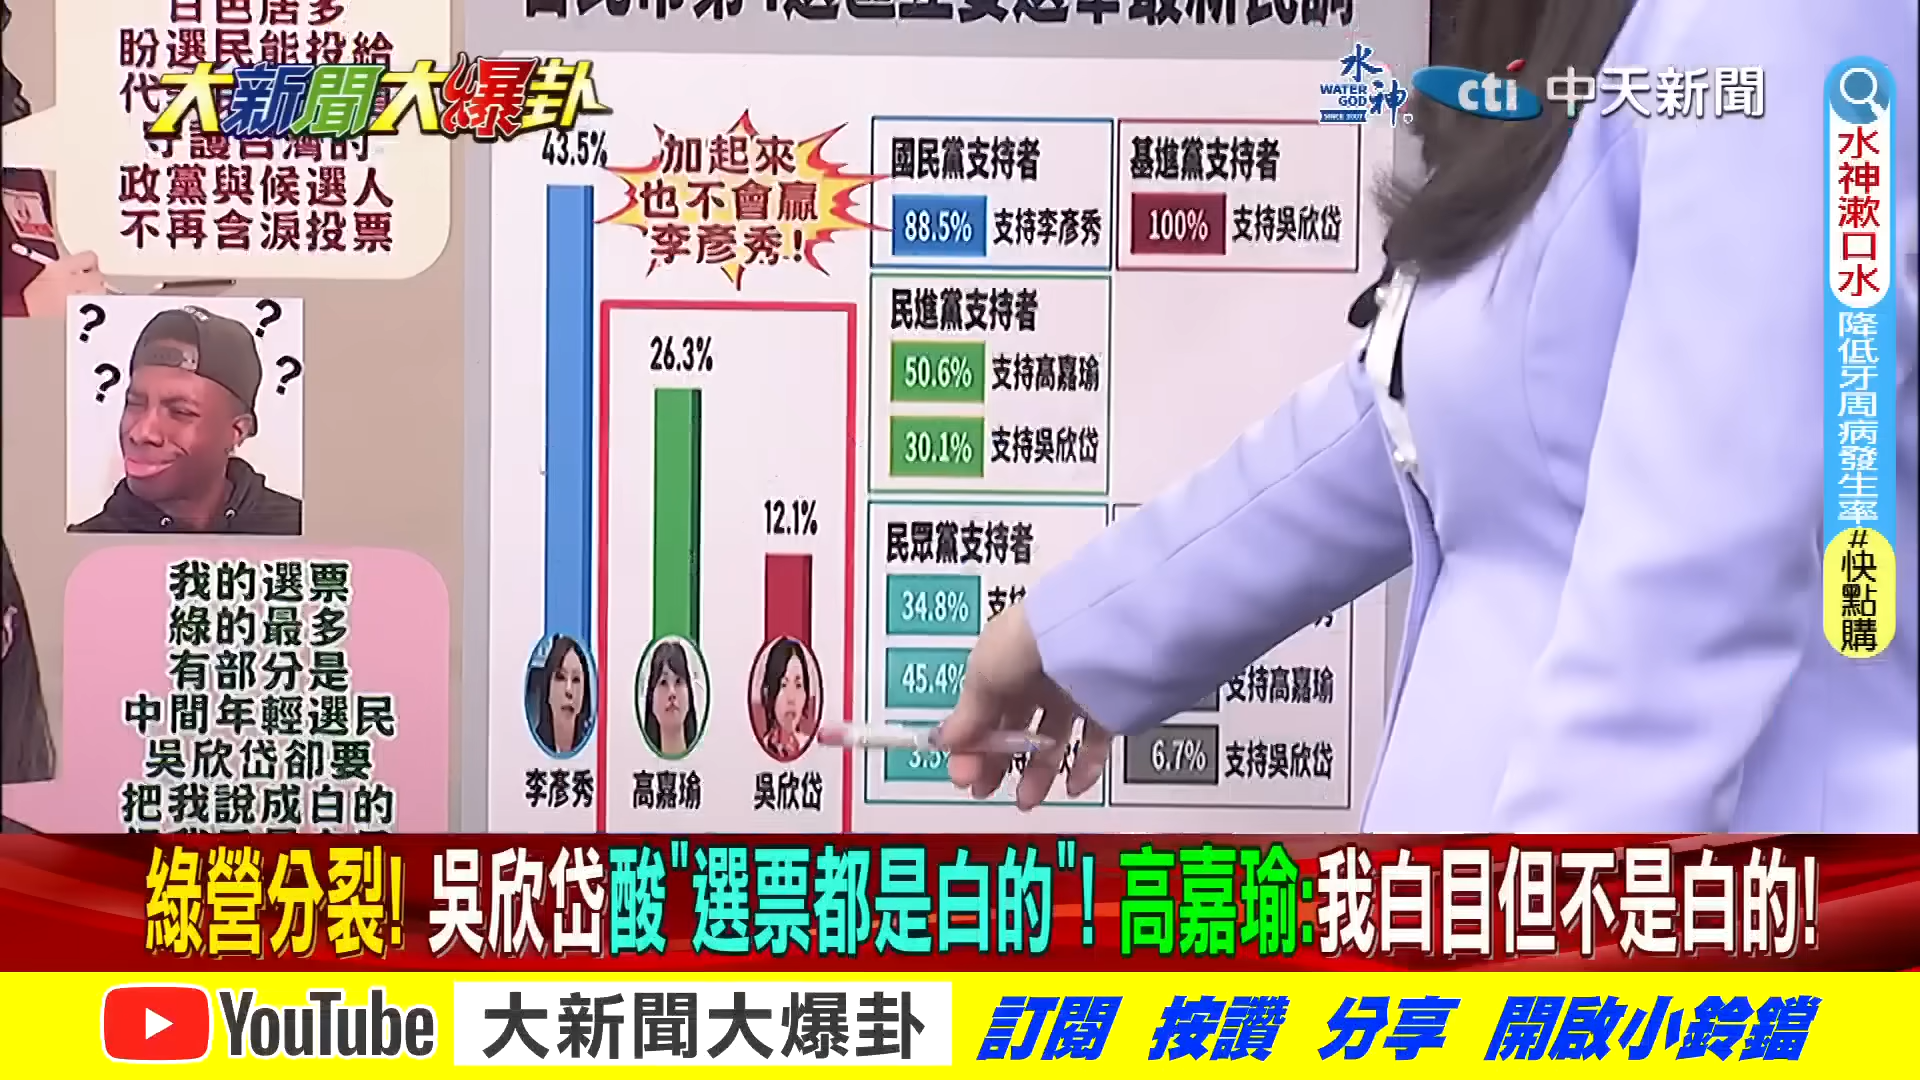 盼選民能投給
大新聞大爆卦
守護台灣的
政黨與候選人
不再含淚投票
? ? ? ?
我的選票
綠的最多
有部分是
中間年輕選民
吳欣岱卻要
把我說成白的
43.5%
加起來
也不會贏
李彥秀!
26.3%
12.1%
李彥秀
高嘉瑜
吳欣岱
國民黨支持者
88.5% 支持李彥秀
基進黨支持者
100% 支持吳欣岱
民進黨支持者
50.6% 支持高嘉瑜
30.1% 支持吳欣岱
民眾黨支持者
34.8% 支
45.4%
支持高嘉瑜
6.7% 支持吳欣岱
水神
WATER
GOD
SINCE 2007
cti 中天新聞
水神漱口水
降低牙周病發生率
#快點購
綠營分裂! 吳欣岱酸"選票都是白的"! 高嘉瑜:我白目但不是白的!
YouTube 大新聞大爆卦 訂閱 按讚 分享 開啟小鈴鐺